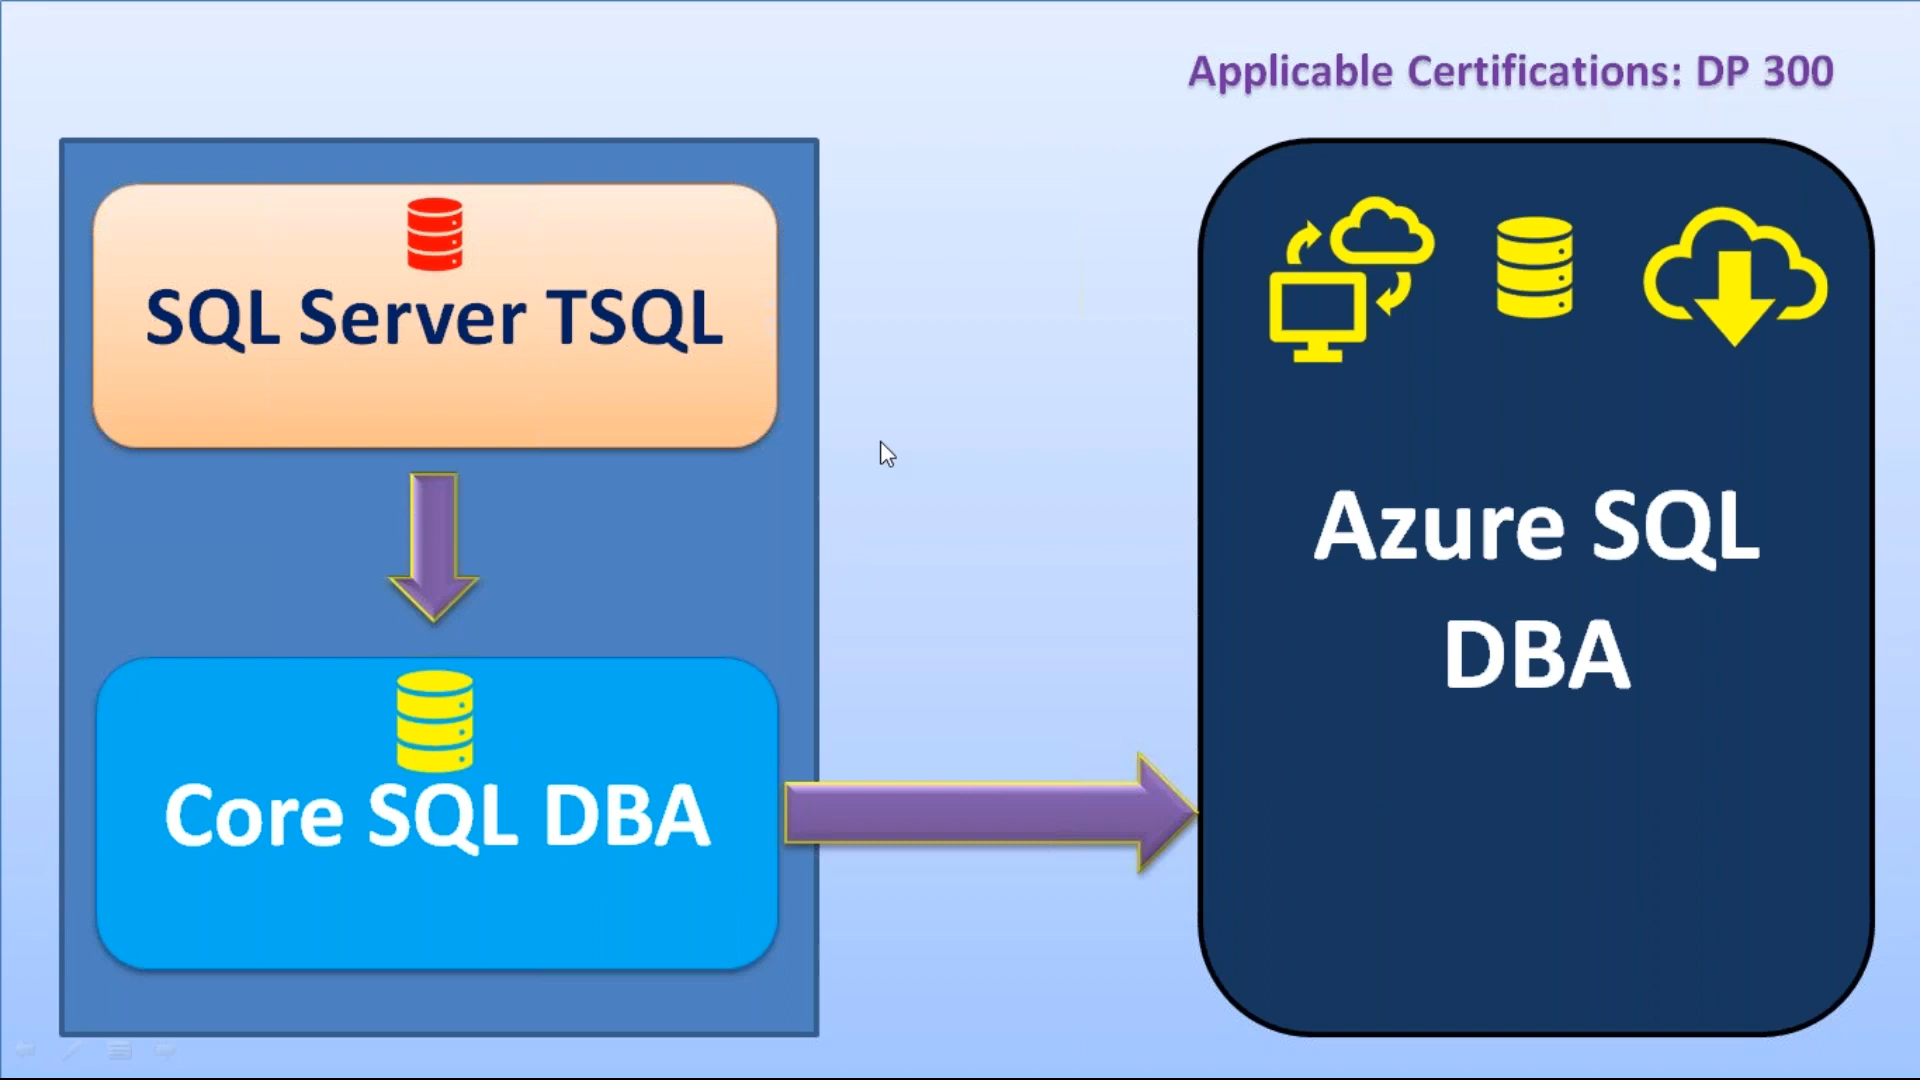 Applicable Certifications: DP 300
SQL Server TSQL
Core SQL DBA
Azure SQL
DBA